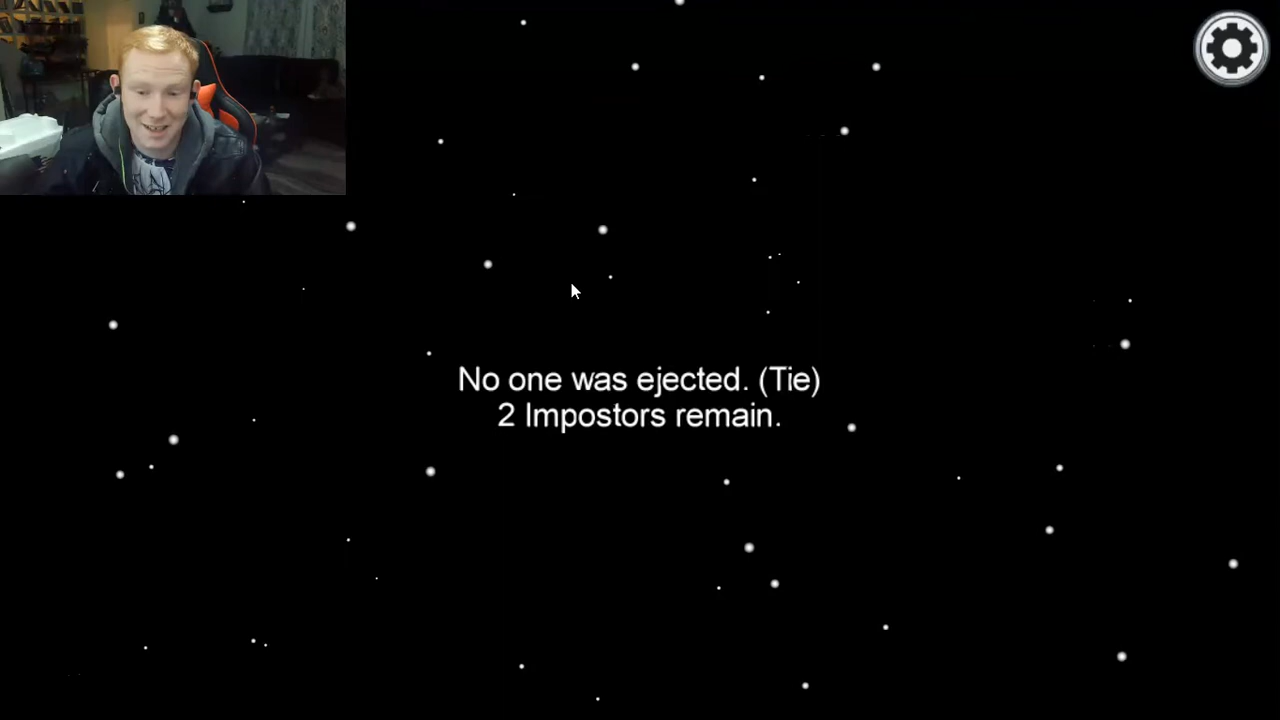 No one was ejected. (Tie)
2 Impostors remain.